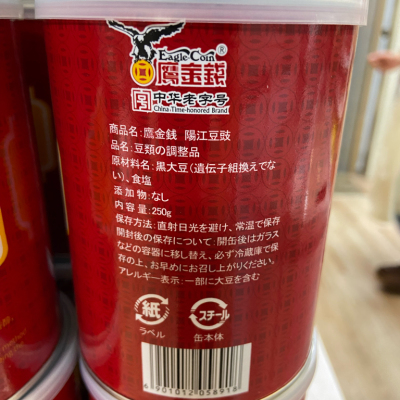 Eagle Coin ®
鷹金錢
中华老字号
China Time-honored Brand
商品名:鷹金銭 陽江豆豉
品名:豆類の調整品
原材料名:黒大豆(遺伝子組換えでな
い)、食塩
添加物:なし
内容量:250g
保存方法:直射日光を避け、常温で保存
開封後の保存について:開缶後はガラス
などの容器に移し替え、必ず冷蔵庫で保
存の上、お早めにお召し上がりください。
アレルギー表示:一部に大豆を含む
紙
ラベル
スチール
缶本体
6 901012 058918